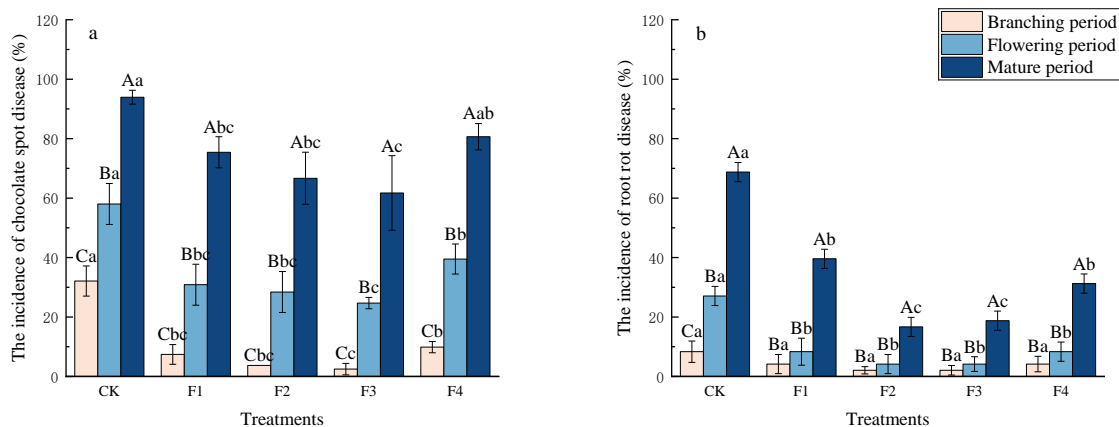 The incidence of chocolate spot disease (%)
120
100
80
60
40
20
0
a
Ca
Ba
Aa
Cbc
Bbc
Abc
Cbc
Bbc
Abc
Cc
Bc
Ac
Cb
Bb
Aab
CK F1 F2 F3 F4
Treatments
The incidence of root rot disease (%)
120
100
80
60
40
20
0
b
Branching period
Flowering period
Mature period
Ca
Ba
Aa
Ba
Bb
Ab
Ba
Bb
Ac
Ba
Bb
Ac
Ba
Bb
Ab
CK F1 F2 F3 F4
Treatments